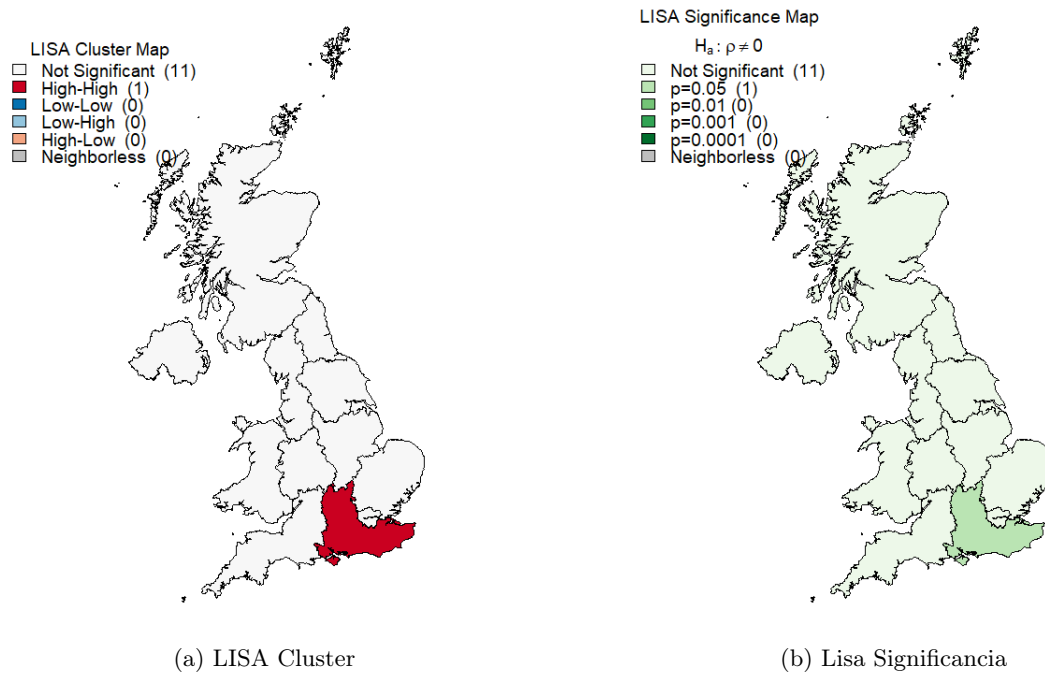 LISA Cluster Map
Not Significant (11)
High-High (1)
Low-Low (0)
Low-High (0)
High-Low (0)
Neighborless (0)
(a) LISA Cluster
LISA Significance Map
Hₐ : ρ ≠ 0
Not Significant (11)
p=0.05 (1)
p=0.01 (0)
p=0.001 (0)
p=0.0001 (0)
Neighborless (0)
(b) Lisa Significancia